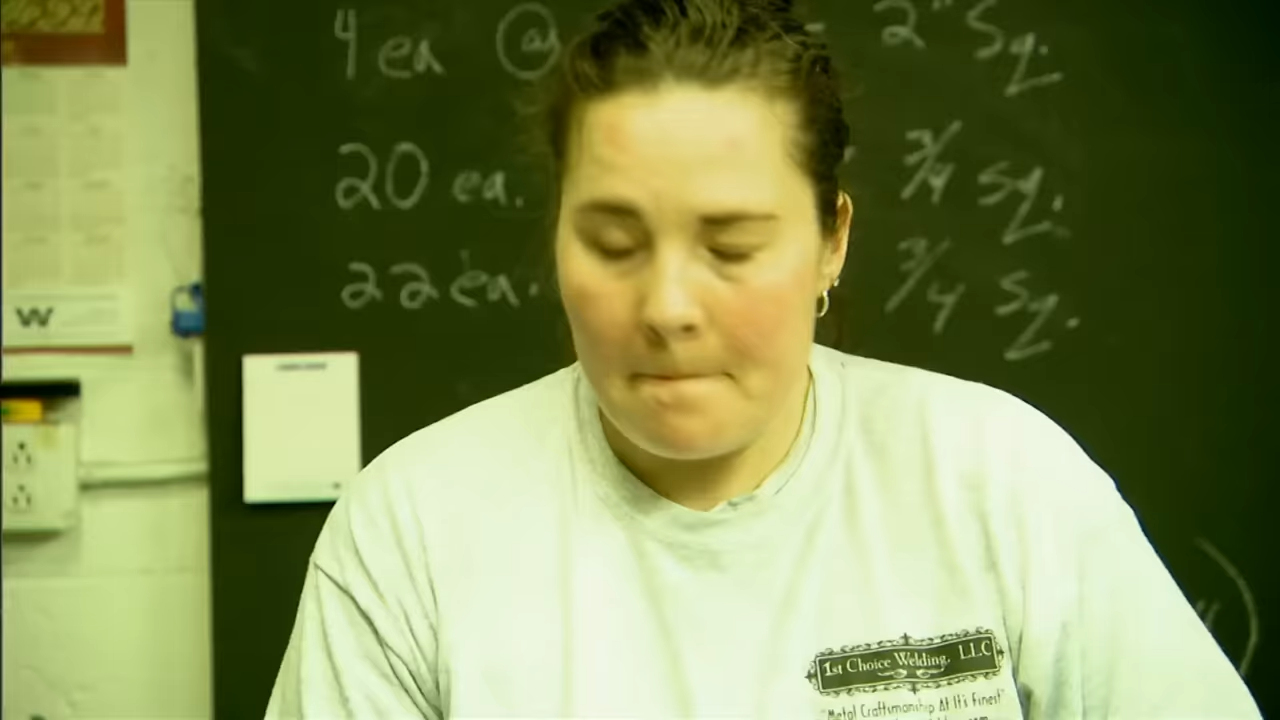 4 ea @ 2" Sq.
20 ea. 3/4 sq.
22 ea. 3/4 Sq.
W
1st Choice Welding, LLC
"Metal Craftsmanship At It's Finest"